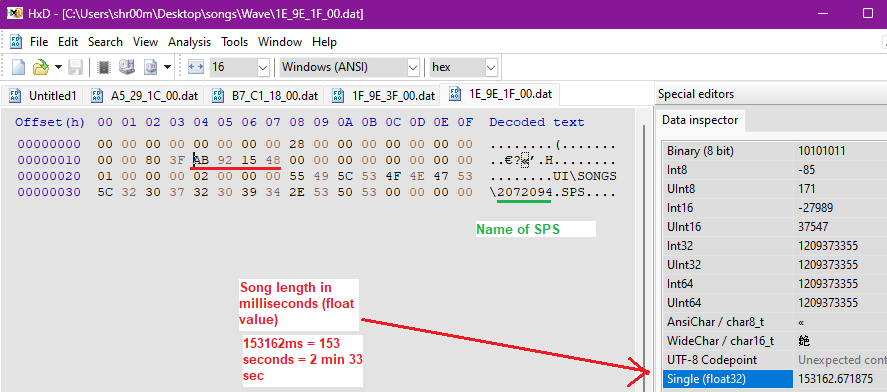 HxD - [C:\Users\shr00m\Desktop\songs\Wave\1E_9E_1F_00.dat]
File Edit Search View Analysis Tools Window Help
16 Windows (ANSI) hex
Untitled1 A5_29_1C_00.dat B7_C1_18_00.dat 1F_9E_3F_00.dat 1E_9E_1F_00.dat
Special editors
Data inspector
Offset(h) 00 01 02 03 04 05 06 07 08 09 0A 0B 0C 0D 0E 0F Decoded text
00000000 00 00 00 00 00 00 00 00 28 00 00 00 00 00 00 00 ........(.......
00000010 00 00 80 3F AB 92 15 48 00 00 00 00 00 00 00 00 ..€?«’.H........
00000020 01 00 00 00 02 00 00 00 55 49 5C 53 4F 4E 47 53 ........UI\SONGS
00000030 5C 32 30 37 32 30 39 34 2E 53 50 53 00 00 00 00 \2072094.SPS....
Name of SPS
Song length in
milliseconds (float
value)
153162ms = 153
seconds = 2 min 33
sec
Binary (8 bit) 10101011
Int8 -85
UInt8 171
Int16 -27989
UInt16 37547
Int32 1209373355
UInt32 1209373355
Int64 1209373355
UInt64 1209373355
AnsiChar / char8_t «
WideChar / char16_t 銫
UTF-8 Codepoint Unexpected cont
Single (float32) 153162.671875